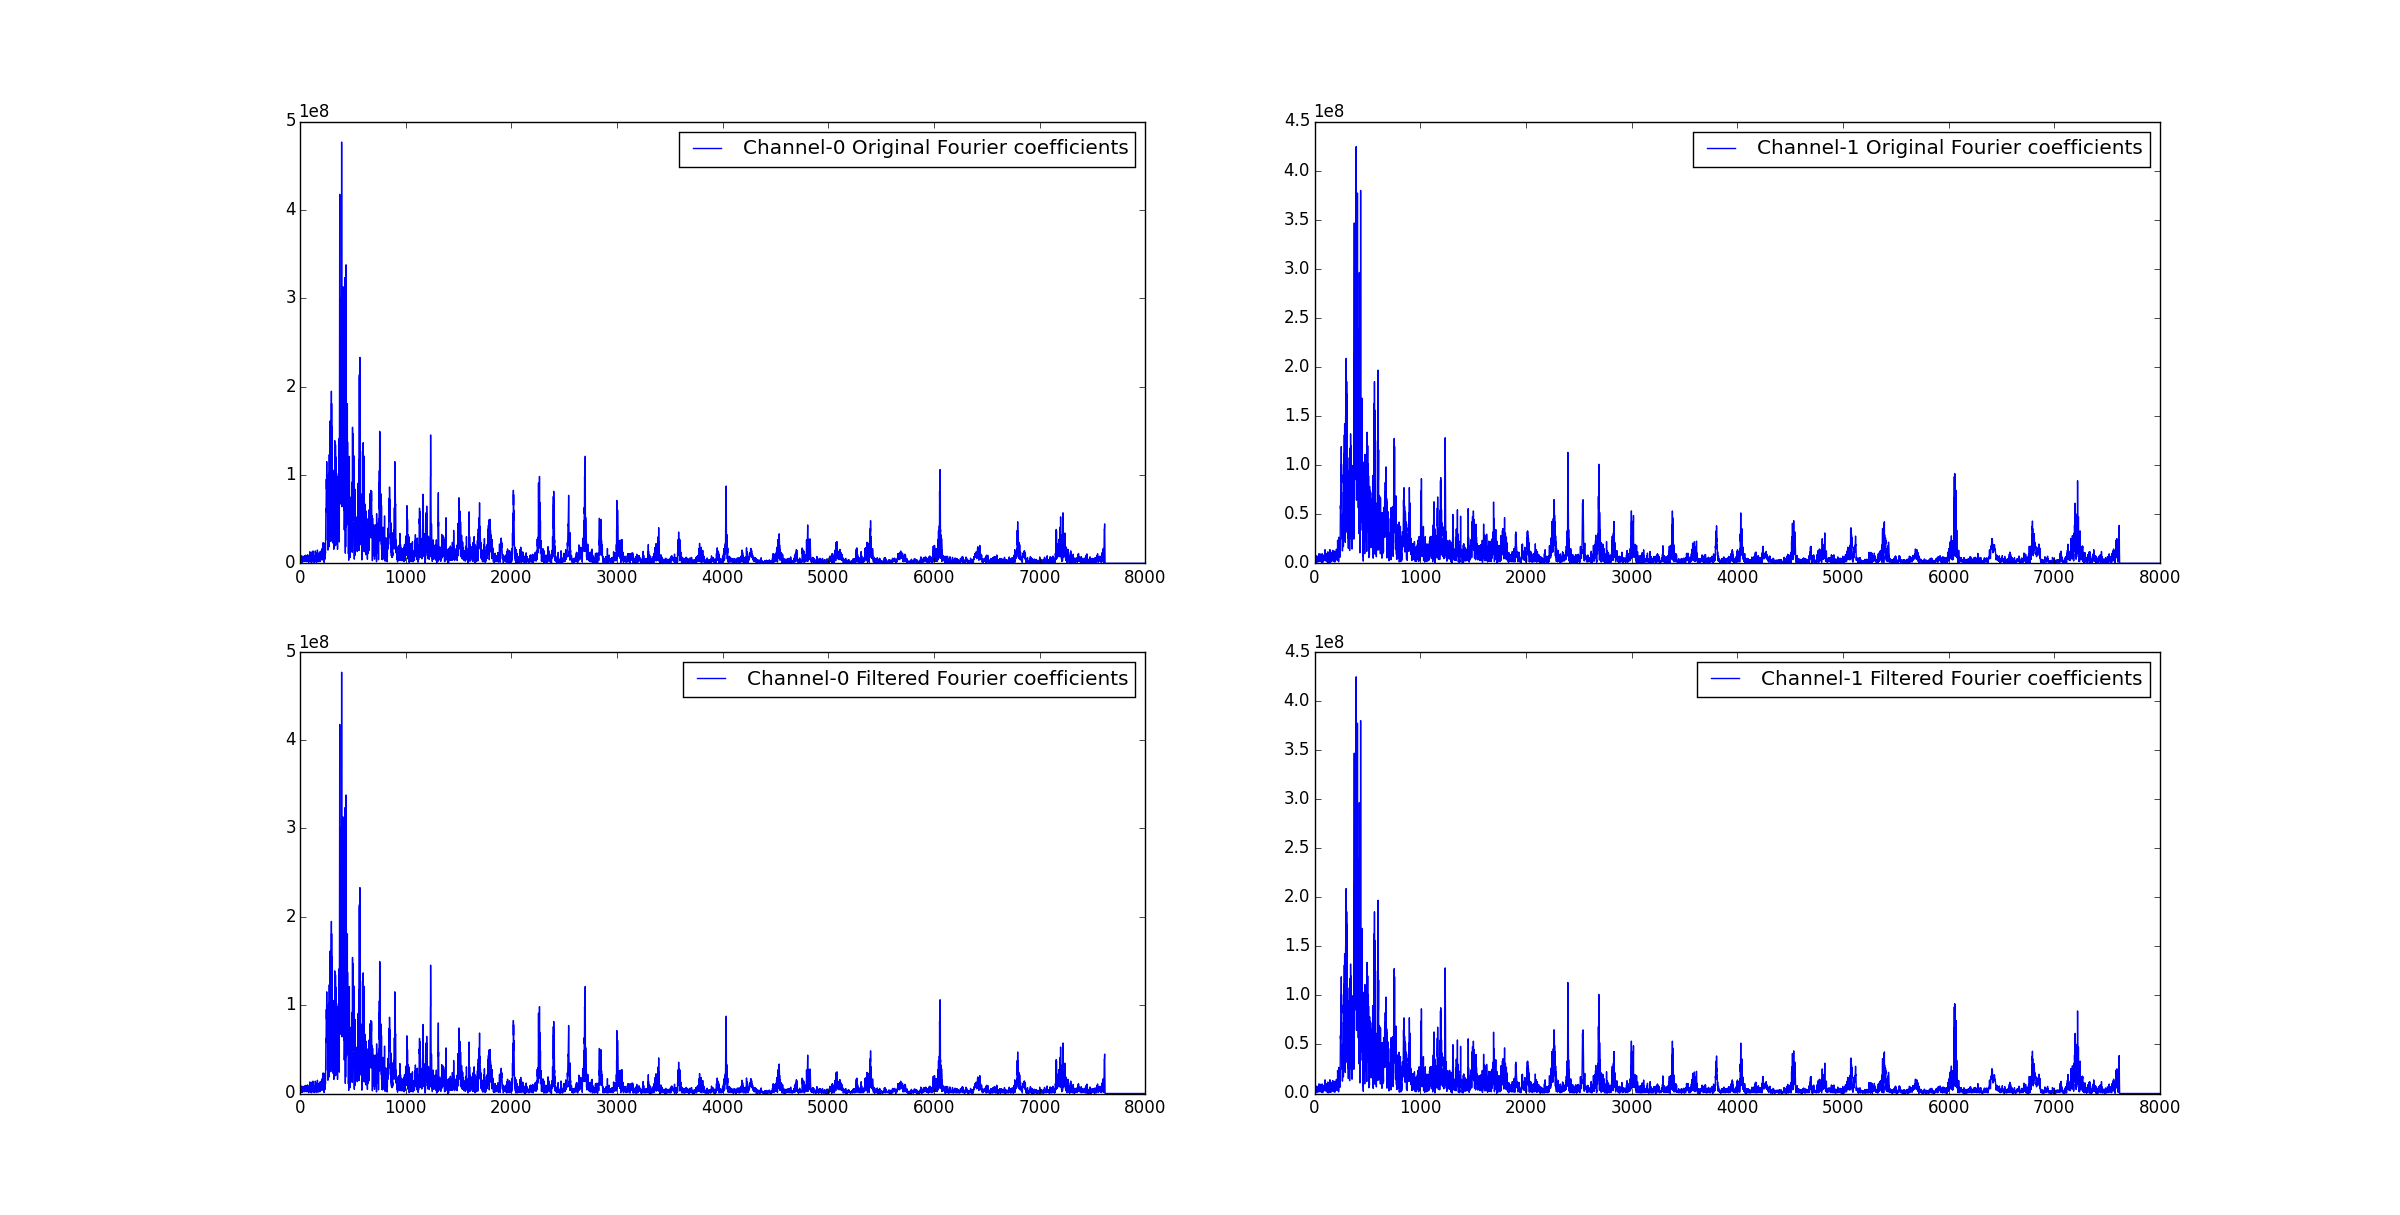 1e8
Channel-0 Original Fourier coefficients
5
4
3
2
1
0
0 1000 2000 3000 4000 5000 6000 7000 8000
1e8
Channel-1 Original Fourier coefficients
4.5
4.0
3.5
3.0
2.5
2.0
1.5
1.0
0.5
0.0
0 1000 2000 3000 4000 5000 6000 7000 8000
1e8
Channel-0 Filtered Fourier coefficients
5
4
3
2
1
0
0 1000 2000 3000 4000 5000 6000 7000 8000
1e8
Channel-1 Filtered Fourier coefficients
4.5
4.0
3.5
3.0
2.5
2.0
1.5
1.0
0.5
0.0
0 1000 2000 3000 4000 5000 6000 7000 8000